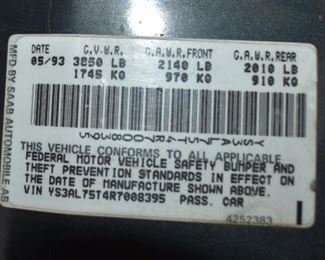 MFD BY SAAB AUTOMOBILE AB
DATE G.V.W.R. G.A.W.R.FRONT G.A.W.R.REAR
05/93 3850 LB 2140 LB 2010 LB
1745 KG 970 KG 910 KG
YS3AL75T4R7008395
THIS VEHICLE CONFORMS TO ALL APPLICABLE
FEDERAL MOTOR VEHICLE SAFETY BUMPER AND
THEFT PREVENTION STANDARDS IN EFFECT ON
THE DATE OF MANUFACTURE SHOWN ABOVE.
VIN YS3AL75T4R7008395 PASS. CAR
4252383